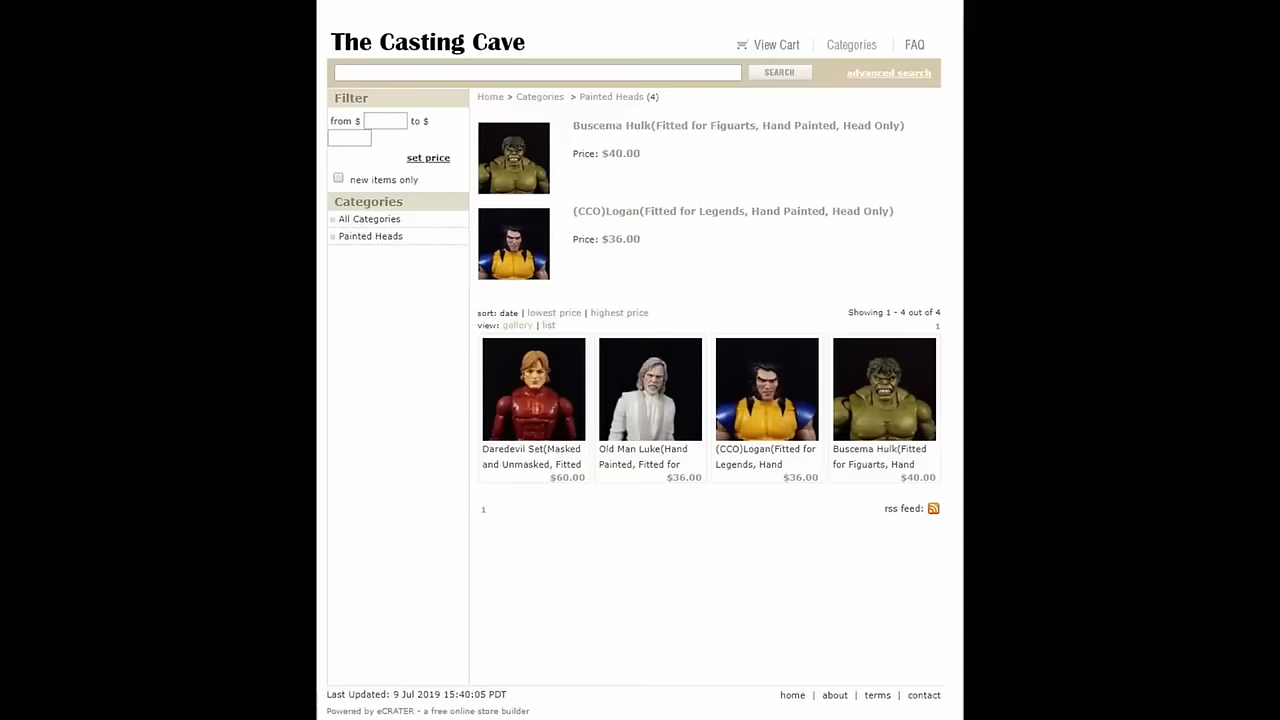 The Casting Cave
View Cart
Categories
FAQ
SEARCH
advanced search
Filter
from $ to $
set price
new items only
Categories
All Categories
Painted Heads
Home > Categories > Painted Heads (4)
Buscema Hulk(Fitted for Figuarts, Hand Painted, Head Only)
Price: $40.00
(CCO)Logan(Fitted for Legends, Hand Painted, Head Only)
Price: $36.00
sort: date | lowest price | highest price
Showing 1 - 4 out of 4
view: gallery | list
1
Daredevil Set(Masked
and Unmasked, Fitted
$60.00
Old Man Luke(Hand
Painted, Fitted for
$36.00
(CCO)Logan(Fitted for
Legends, Hand
$36.00
Buscema Hulk(Fitted
for Figuarts, Hand
$40.00
1
rss feed:
Last Updated: 9 Jul 2019 15:40:05 PDT
home | about | terms | contact
Powered by eCRATER - a free online store builder